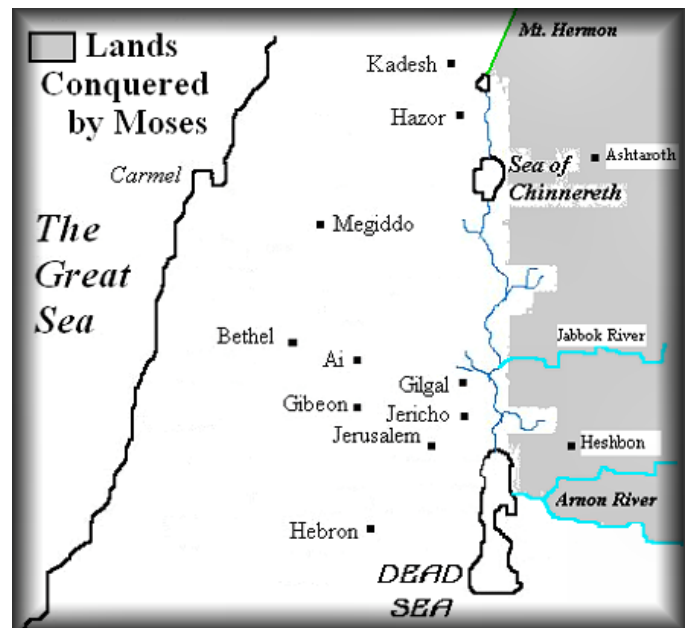 Lands
Conquered
by Moses
Mt. Hermon
Kadesh
Hazor
Carmel
Ashtaroth
Sea of
Chinnereth
Megiddo
The
Great
Sea
Bethel
Jabbok River
Ai
Gilgal
Gibeon
Jericho
Jerusalem
Heshbon
Arnon River
Hebron
DEAD
SEA